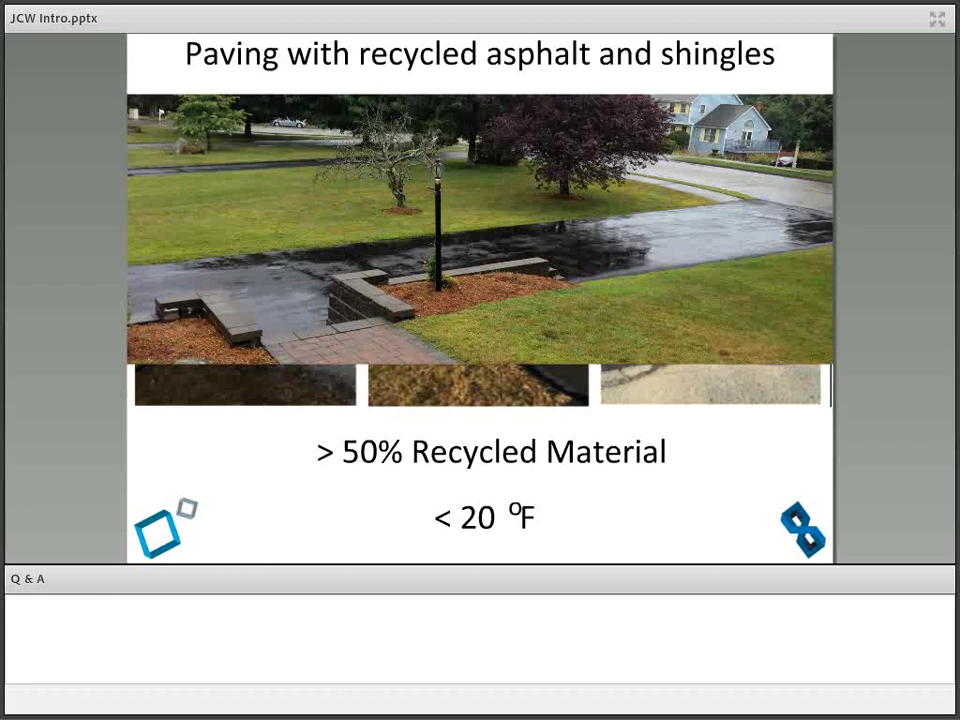 JCW Intro.pptx
Paving with recycled asphalt and shingles
> 50% Recycled Material
< 20 ºF
Q & A